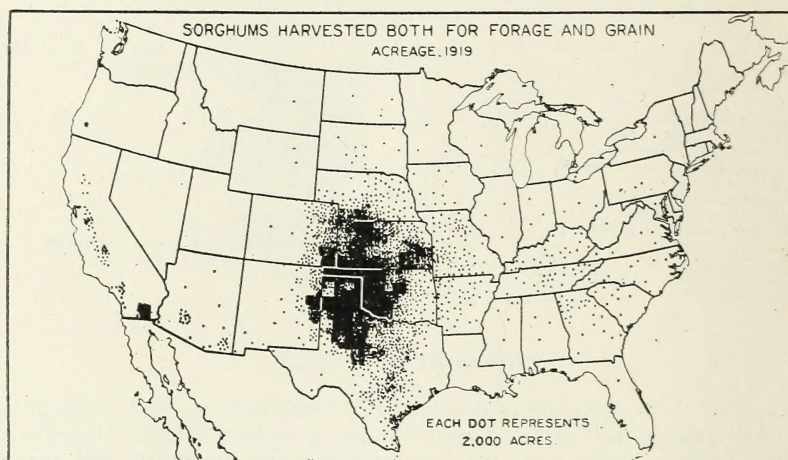 SORGHUMS HARVESTED BOTH FOR FORAGE AND GRAIN
ACREAGE, 1919
EACH DOT REPRESENTS
2,000 ACRES.